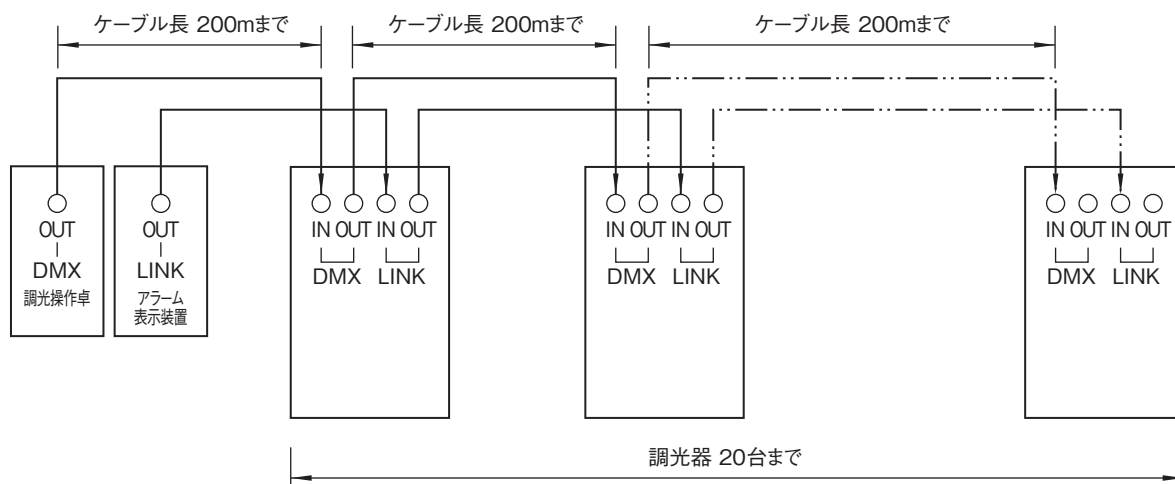 ケーブル長 200mまで
ケーブル長 200mまで
ケーブル長 200mまで
OUT
DMX
調光操作卓
OUT
LINK
アラーム
表示装置
IN OUT IN OUT
DMX LINK
IN OUT IN OUT
DMX LINK
IN OUT IN OUT
DMX LINK
調光器 20台まで